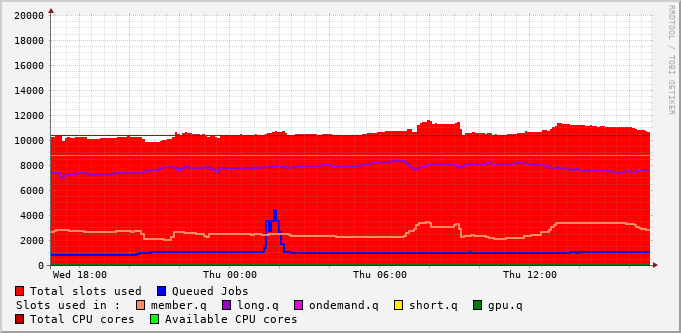 20000
18000
16000
14000
12000
10000
8000
6000
4000
2000
0
Wed 18:00 Thu 00:00 Thu 06:00 Thu 12:00
RRDTOOL / TOBI OETIKER
Total slots used Queued Jobs
Slots used in : member.q long.q ondemand.q short.q gpu.q
Total CPU cores Available CPU cores